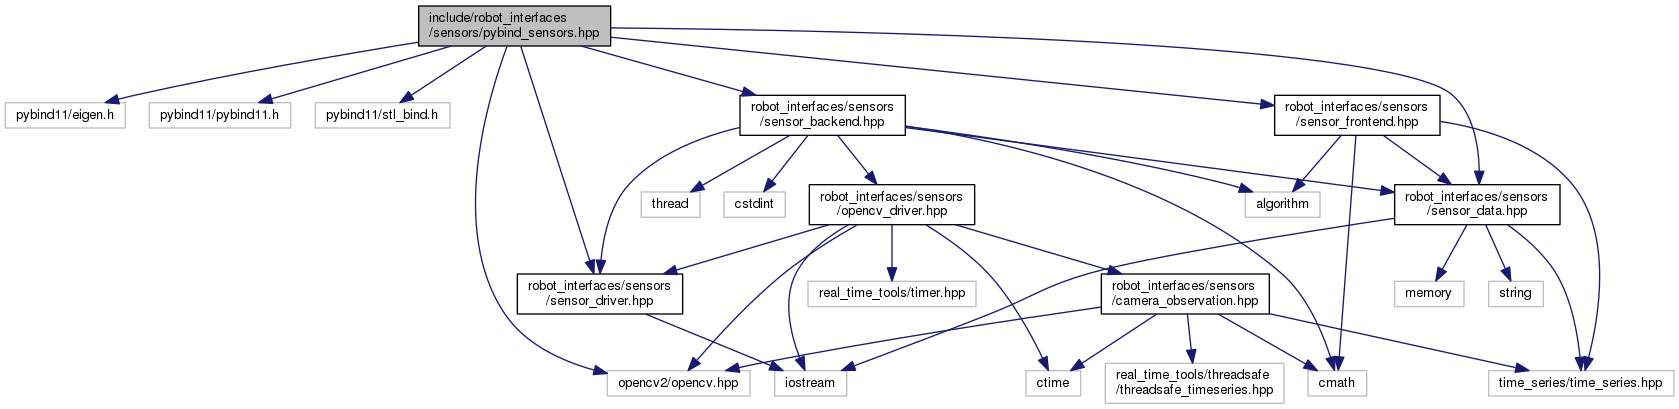 include/robot_interfaces
/sensors/pybind_sensors.hpp
pybind11/eigen.h
pybind11/pybind11.h
pybind11/stl_bind.h
robot_interfaces/sensors
/sensor_backend.hpp
robot_interfaces/sensors
/sensor_frontend.hpp
thread
cstdint
robot_interfaces/sensors
/opencv_driver.hpp
algorithm
robot_interfaces/sensors
/sensor_data.hpp
robot_interfaces/sensors
/sensor_driver.hpp
real_time_tools/timer.hpp
robot_interfaces/sensors
/camera_observation.hpp
memory
string
opencv2/opencv.hpp
iostream
ctime
real_time_tools/threadsafe
/threadsafe_timeseries.hpp
cmath
time_series/time_series.hpp